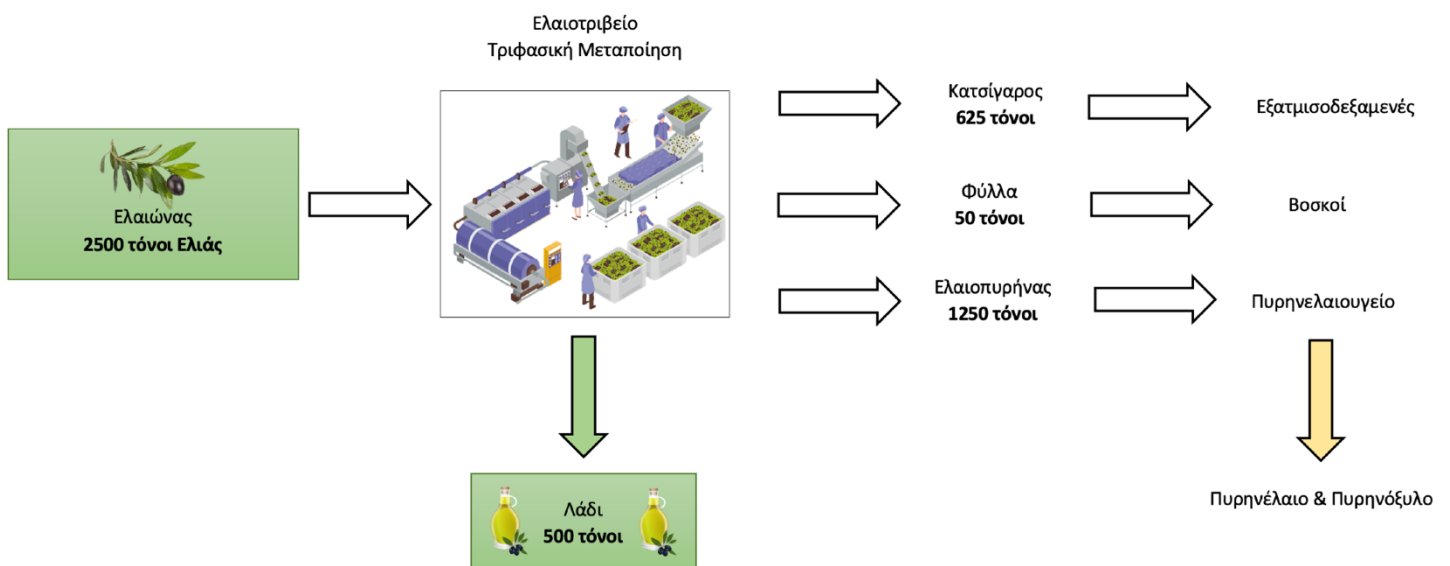 Ελαιοτριβείο
Τριφασική Μεταποίηση
Ελαιώνας
2500 τόνοι Ελιάς
Κατσίγαρος
625 τόνοι
Εξατμισοδεξαμενές
Φύλλα
50 τόνοι
Βοσκοί
Ελαιοπυρήνας
1250 τόνοι
Πυρηνελαιουγείο
Λάδι
500 τόνοι
Πυρηνέλαιο & Πυρηνόξυλο